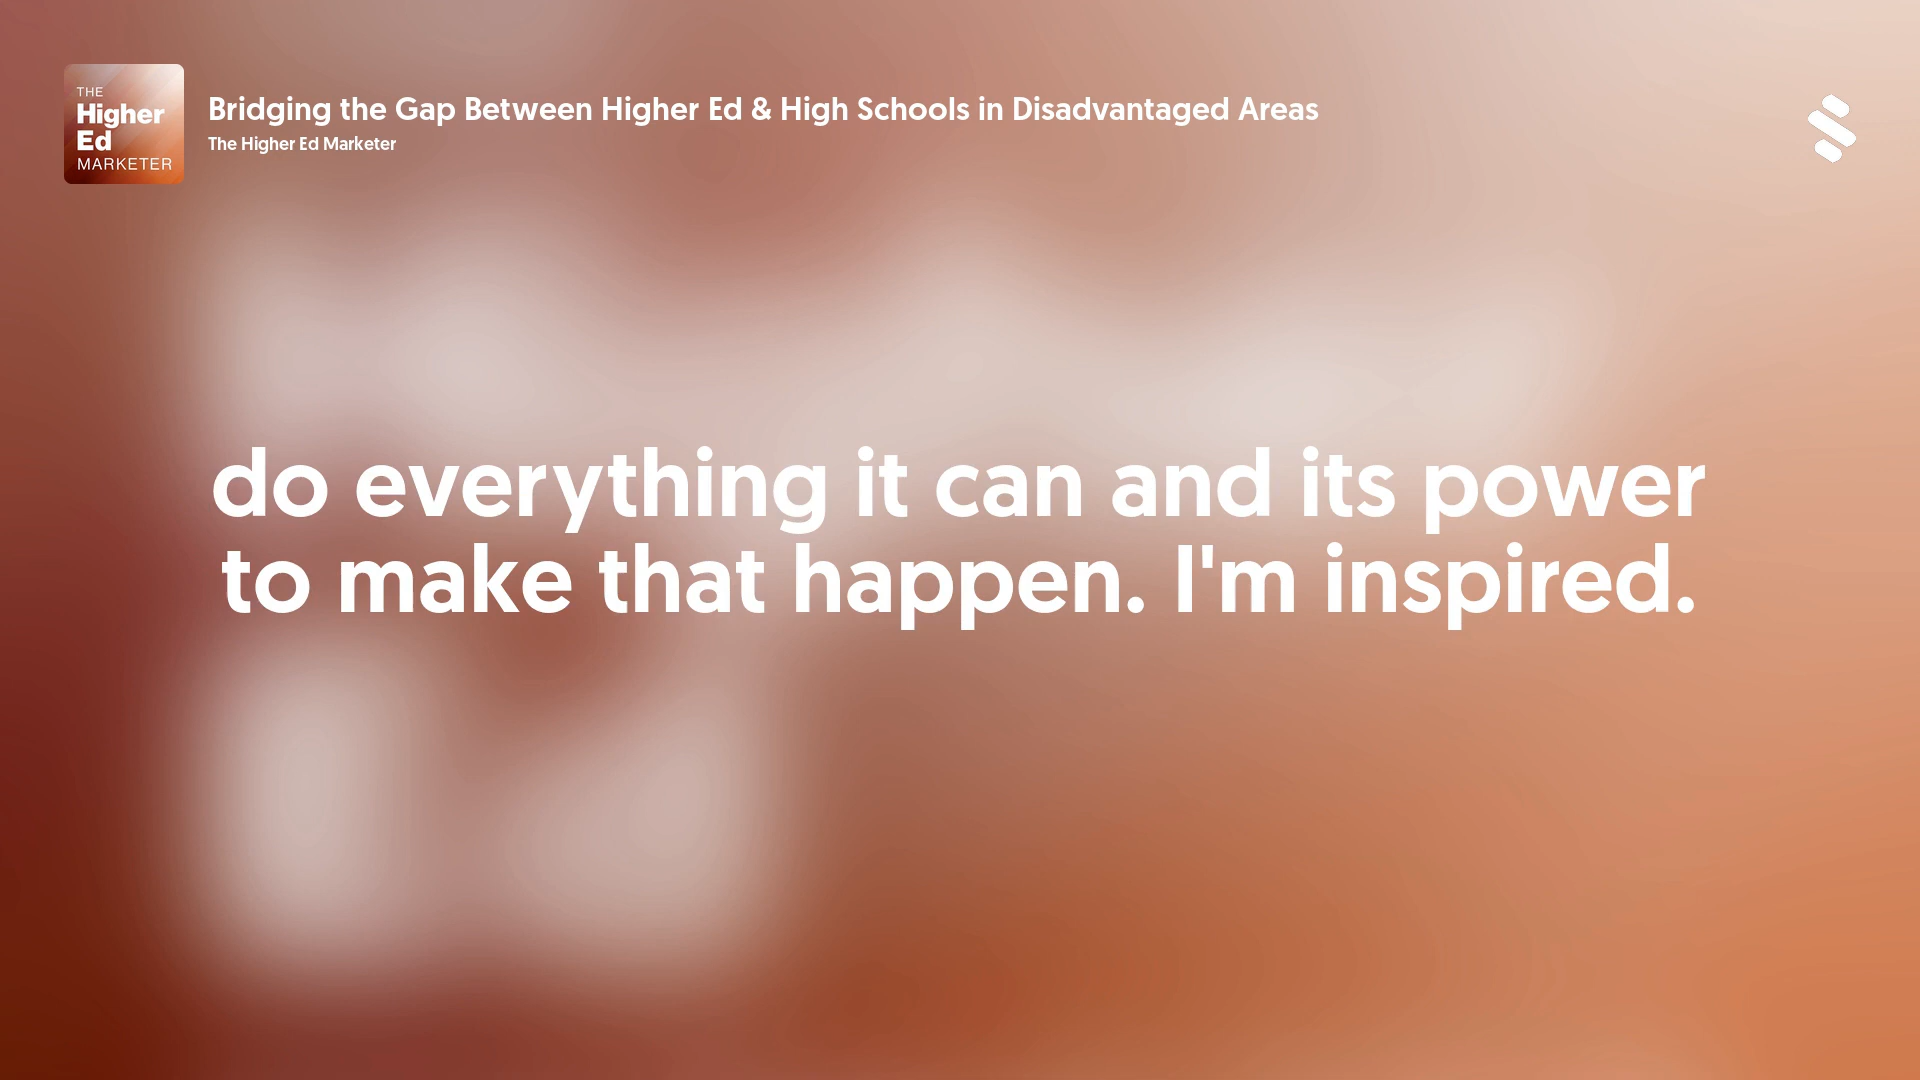 THE
Higher
Ed
MARKETER
Bridging the Gap Between Higher Ed & High Schools in Disadvantaged Areas
The Higher Ed Marketer
do everything it can and its power
to make that happen. I'm inspired.